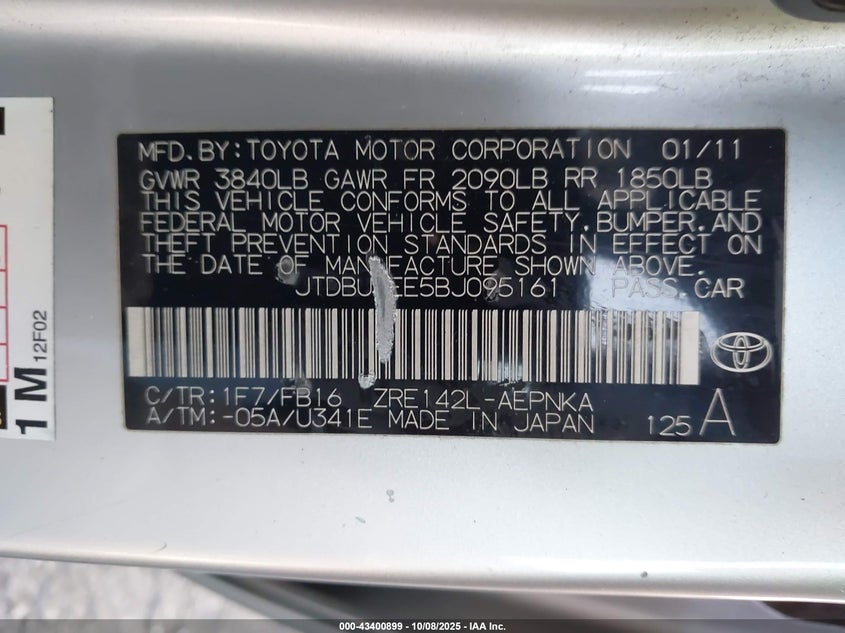 MFD.BY:TOYOTA MOTOR CORPORATION 01/11
GVWR 3840LB GAWR FR 2090LB RR 1850LB
THIS VEHICLE CONFORMS TO ALL APPLICABLE
FEDERAL MOTOR VEHICLE SAFETY,BUMPER,AND
THEFT PREVENTION STANDARDS IN EFFECT ON
THE DATE OF MANUFACTURE SHOWN ABOVE.
PASS.CAR
C/TR:1F7/FB16 ZRE142L-AEPNKA
A/TM:-05A/U341E MADE IN JAPAN 125 A
1 M 12F02
000-43400899 - 10/08/2025 - IAA Inc.